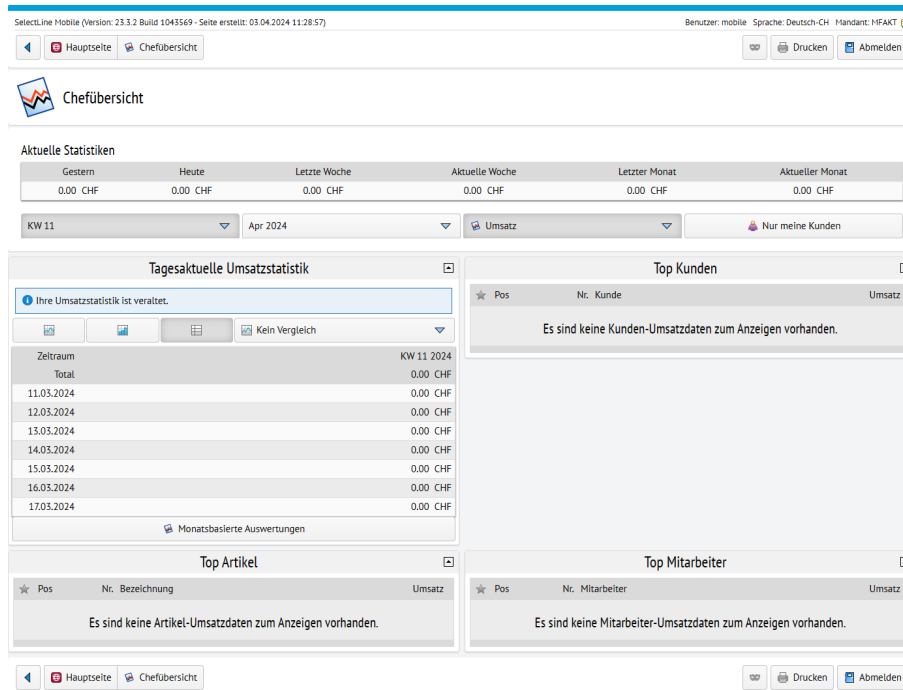 SelectLine Mobile (Version: 23.3.2 Build 1043569 - Seite erstellt: 03.04.2024 11:28:57) Benutzer: mobile Sprache: Deutsch-CH Mandant: MFAKT
Hauptseite Chefübersicht Drucken Abmelden
Chefübersicht
Aktuelle Statistiken
Gestern Heute Letzte Woche Aktuelle Woche Letzter Monat Aktueller Monat
0.00 CHF 0.00 CHF 0.00 CHF 0.00 CHF 0.00 CHF 0.00 CHF
KW 11 Apr 2024 Umsatz Nur meine Kunden
Tagesaktuelle Umsatzstatistik
Ihre Umsatzstatistik ist veraltet.
Kein Vergleich
Zeitraum KW 11 2024
Total 0.00 CHF
11.03.2024 0.00 CHF
12.03.2024 0.00 CHF
13.03.2024 0.00 CHF
14.03.2024 0.00 CHF
15.03.2024 0.00 CHF
16.03.2024 0.00 CHF
17.03.2024 0.00 CHF
Monatsbasierte Auswertungen
Top Kunden
Pos Nr. Kunde Umsatz
Es sind keine Kunden-Umsatzdaten zum Anzeigen vorhanden.
Top Artikel
Pos Nr. Bezeichnung Umsatz
Es sind keine Artikel-Umsatzdaten zum Anzeigen vorhanden.
Top Mitarbeiter
Pos Nr. Mitarbeiter Umsatz
Es sind keine Mitarbeiter-Umsatzdaten zum Anzeigen vorhanden.
Hauptseite Chefübersicht Drucken Abmelden